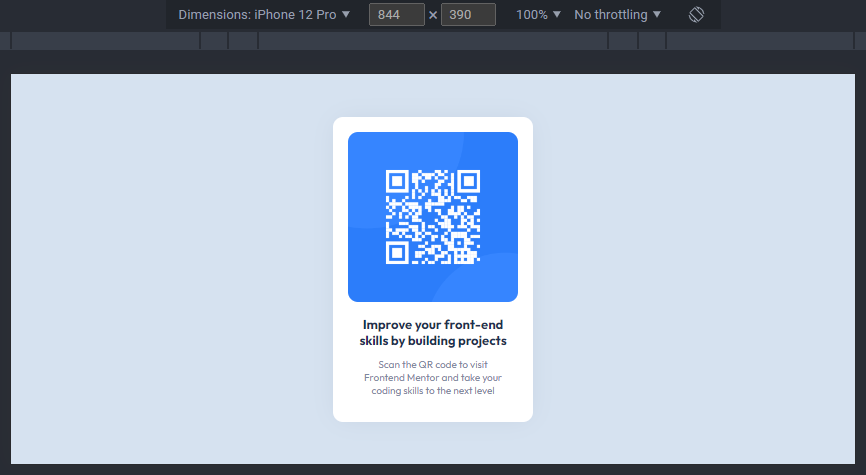 Dimensions: iPhone 12 Pro ▼ 844 × 390 100% ▼ No throttling ▼
Improve your front-end
skills by building projects
Scan the QR code to visit
Frontend Mentor and take your
coding skills to the next level